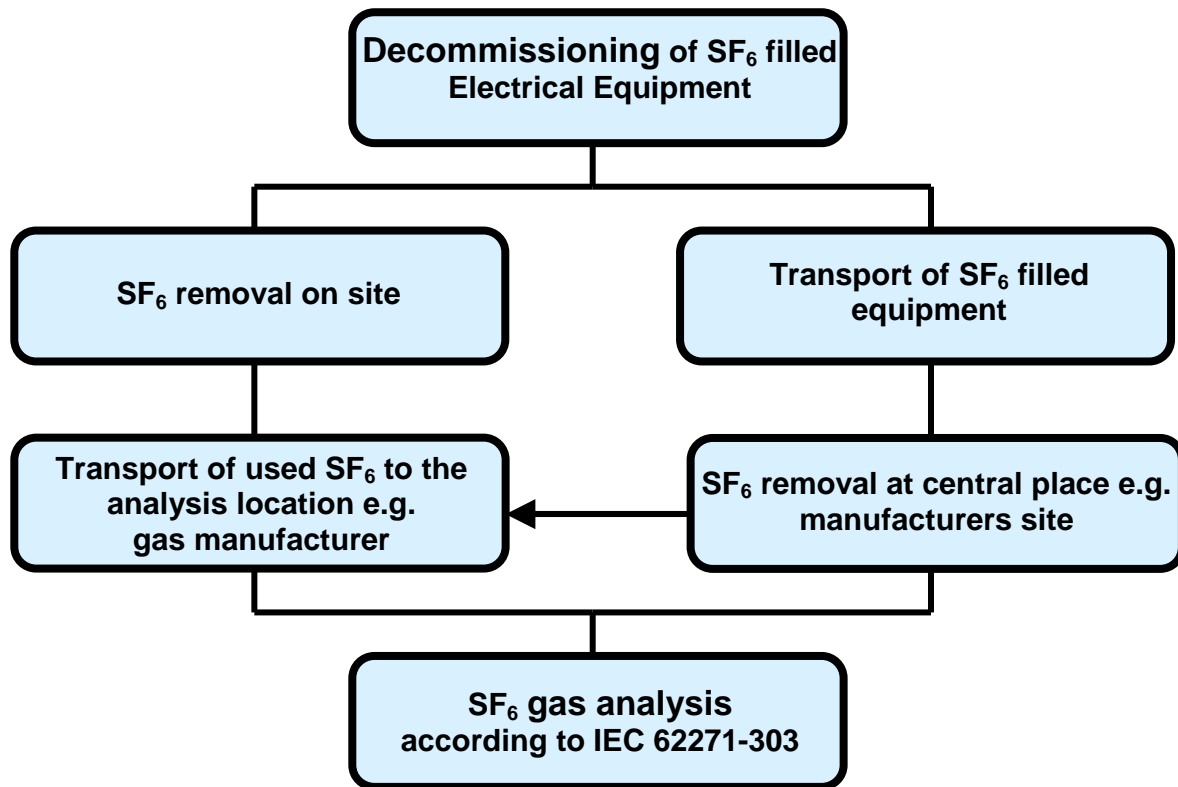 Decommissioning of SF₆ filled
Electrical Equipment
SF₆ removal on site
Transport of SF₆ filled
equipment
Transport of used SF₆ to the
analysis location e.g.
gas manufacturer
SF₆ removal at central place e.g.
manufacturers site
SF₆ gas analysis
according to IEC 62271-303